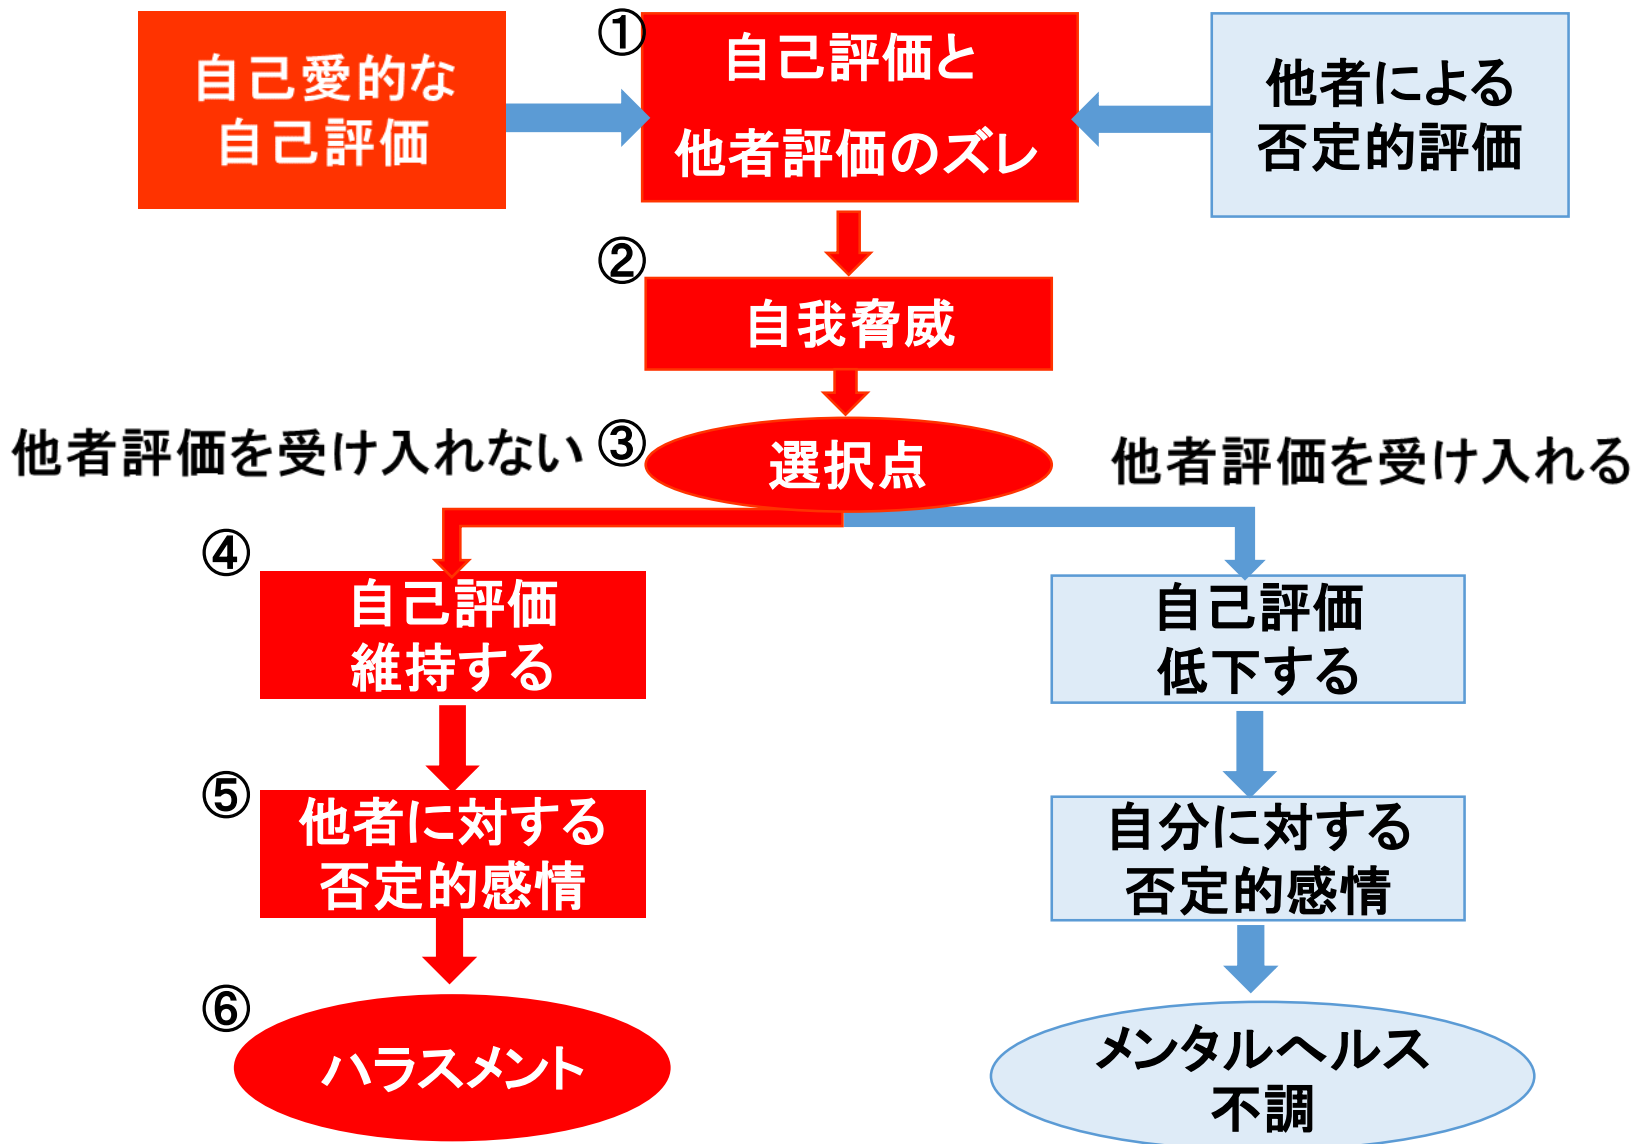 自己愛的な
自己評価
①
自己評価と
他者評価のズレ
他者による
否定的評価
②
自我脅威
他者評価を受け入れない
③
選択点
他者評価を受け入れる
④
自己評価
維持する
自己評価
低下する
⑤
他者に対する
否定的感情
自分に対する
否定的感情
⑥
ハラスメント
メンタルヘルス
不調